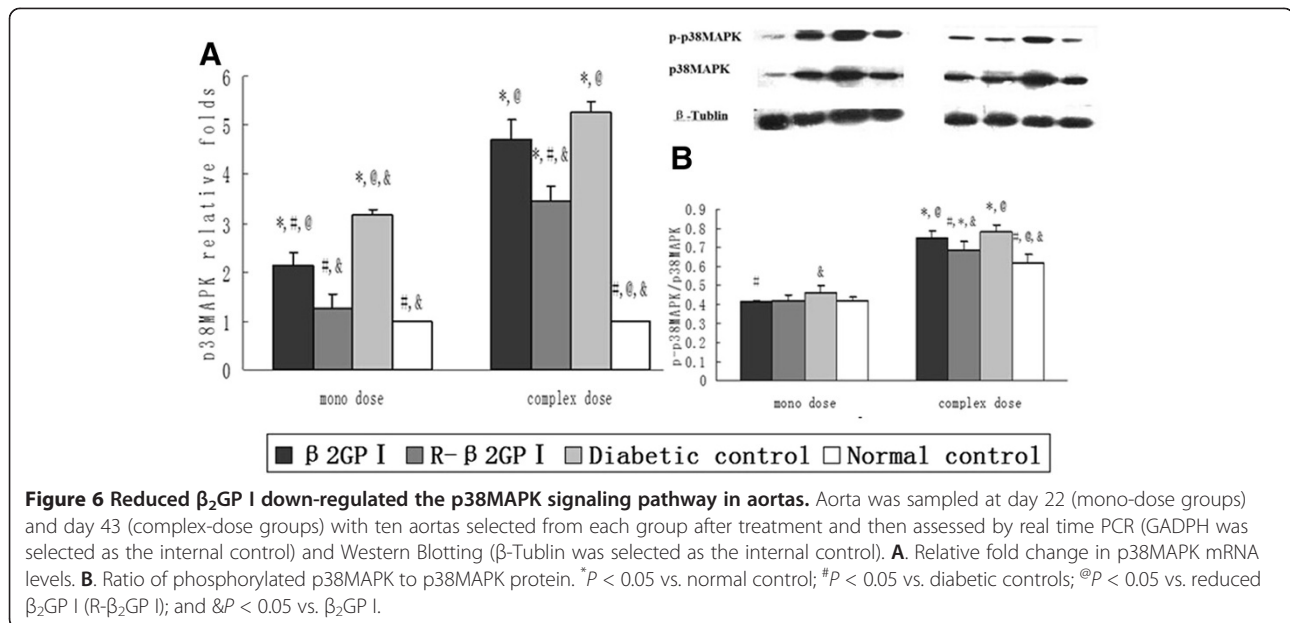 A
p38MAPK relative folds
6
5
4
3
2
1
0
*,#,@
#,&
*,@,&
#,&
*,@
*,#,&
*,@
#,@,&
mono dose
complex dose
p-p38MAPK
p38MAPK
β-Tublin
B
p-p38MAPK/p38MAPK
0.9
0.8
0.7
0.6
0.5
0.4
0.3
0.2
0.1
0
#
&
*,@
#,*,&
*,@
#,@,&
mono dose
complex dose
β 2GP I R-β 2GP I Diabetic control Normal control
Figure 6 Reduced β₂GP I down-regulated the p38MAPK signaling pathway in aortas. Aorta was sampled at day 22 (mono-dose groups)
and day 43 (complex-dose groups) with ten aortas selected from each group after treatment and then assessed by real time PCR (GADPH was
selected as the internal control) and Western Blotting (β-Tublin was selected as the internal control). A. Relative fold change in p38MAPK mRNA
levels. B. Ratio of phosphorylated p38MAPK to p38MAPK protein. *P < 0.05 vs. normal control; #P < 0.05 vs. diabetic controls; @P < 0.05 vs. reduced
β₂GP I (R-β₂GP I); and &P < 0.05 vs. β₂GP I.